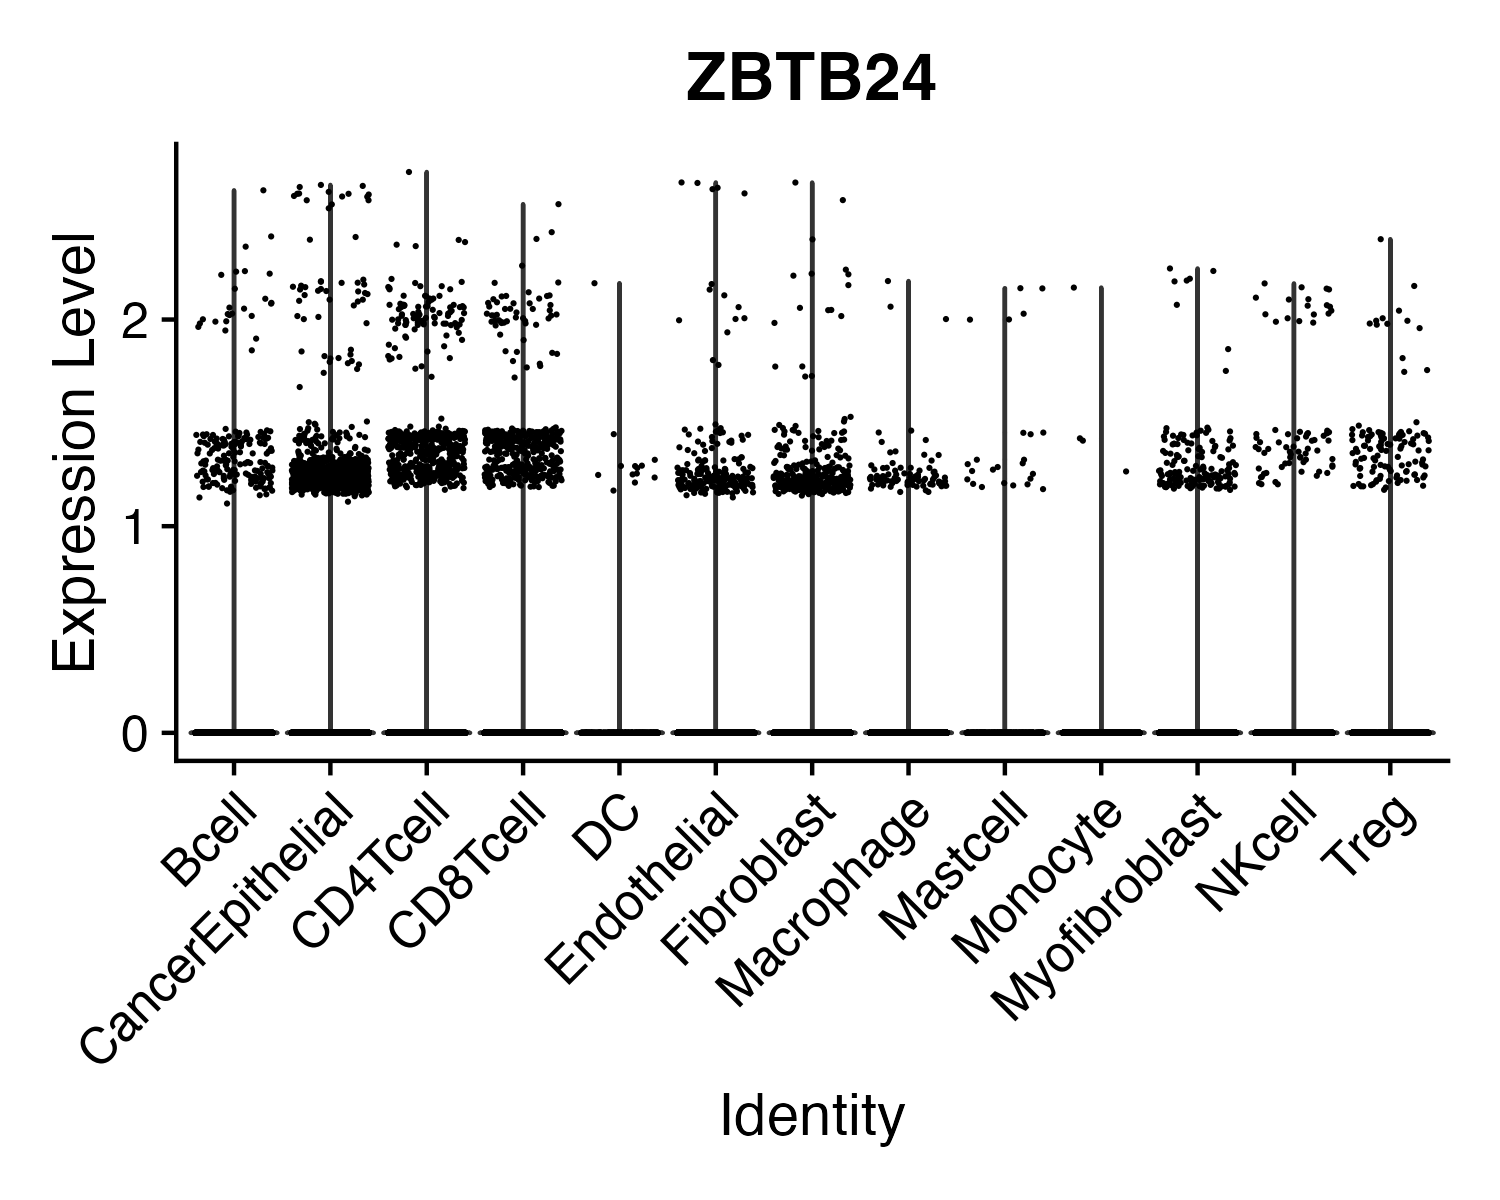 ZBTB24
Expression Level
2
1
0
Bcell
CancerEpithelial
CD4Tcell
CD8Tcell
DC
Endothelial
Fibroblast
Macrophage
Mastcell
Monocyte
Myofibroblast
NKcell
Treg
Identity